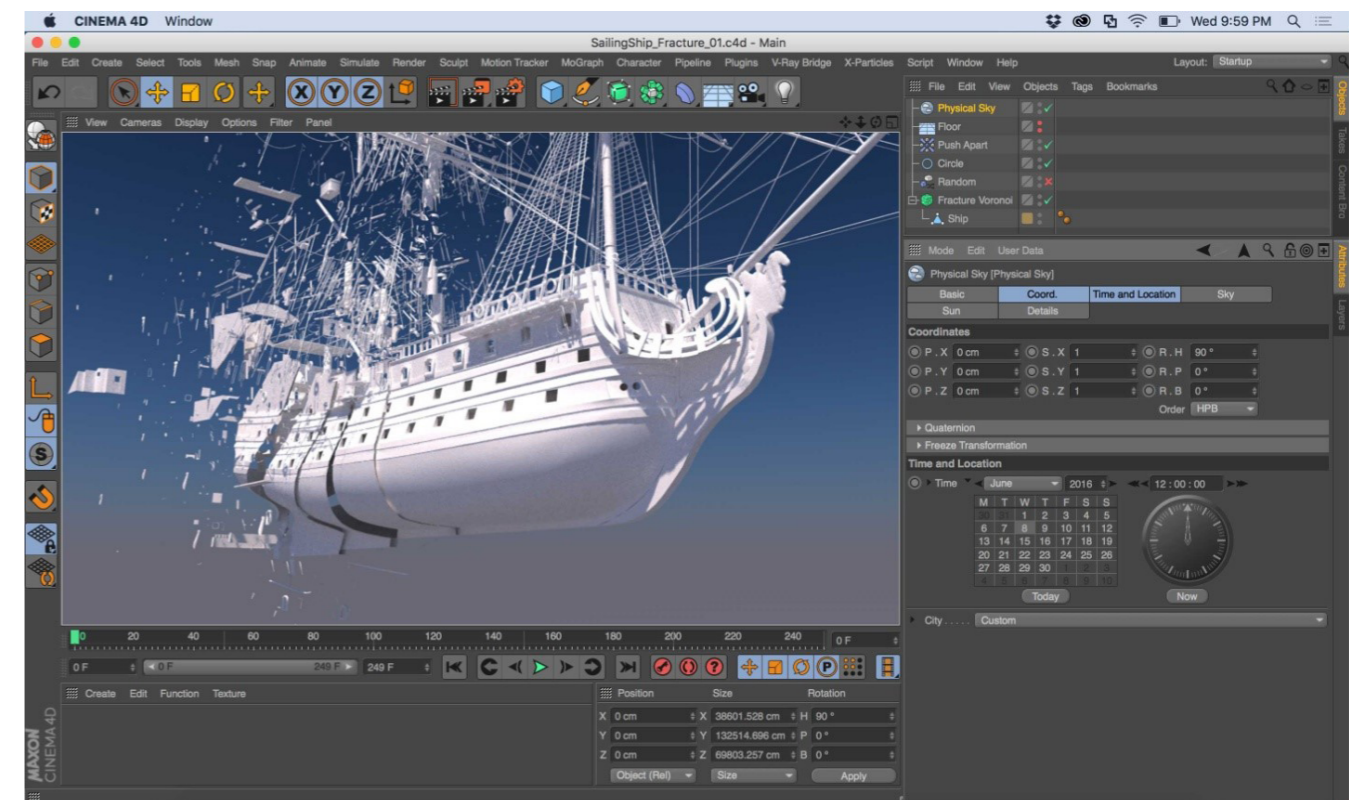 CINEMA 4D Window Wed 9:59 PM
SailingShip_Fracture_01.c4d - Main
File Edit Create Select Tools Mesh Snap Animate Simulate Render Sculpt Motion Tracker MoGraph Character Pipeline Plugins V-Ray Bridge X-Particles Script Window Help Layout: Startup
X Y Z
File Edit View Objects Tags Bookmarks
View Cameras Display Options Filter Panel
Physical Sky
Floor
Push Apart
Circle
Random
Fracture Voronoi
Ship
Objects
Takes
Content Bro
Attributes
Layers
Mode Edit User Data
Physical Sky [Physical Sky]
Basic Coord. Time and Location Sky
Sun Details
Coordinates
P . X 0 cm S . X 1 R . H 90 °
P . Y 0 cm S . Y 1 R . P 0 °
P . Z 0 cm S . Z 1 R . B 0 °
Order HPB
Quaternion
Freeze Transformation
Time and Location
Time June 2016 12 : 00 : 00
M T W T F S S
30 31 1 2 3 4 5
6 7 8 9 10 11 12
13 14 15 16 17 18 19
20 21 22 23 24 25 26
27 28 29 30 1 2 3
4 5 6 7 8 9 10
Today Now
City . . . . . Custom
S
0 20 40 60 80 100 120 140 160 180 200 220 240 0 F
0 F 0 F 249 F 249 F P
Create Edit Function Texture
Position Size Rotation
X 0 cm X 38601.528 cm H 90 °
Y 0 cm Y 132514.696 cm P 0 °
Z 0 cm Z 69803.257 cm B 0 °
Object (Rel) Size Apply
MAXON
CINEMA 4D